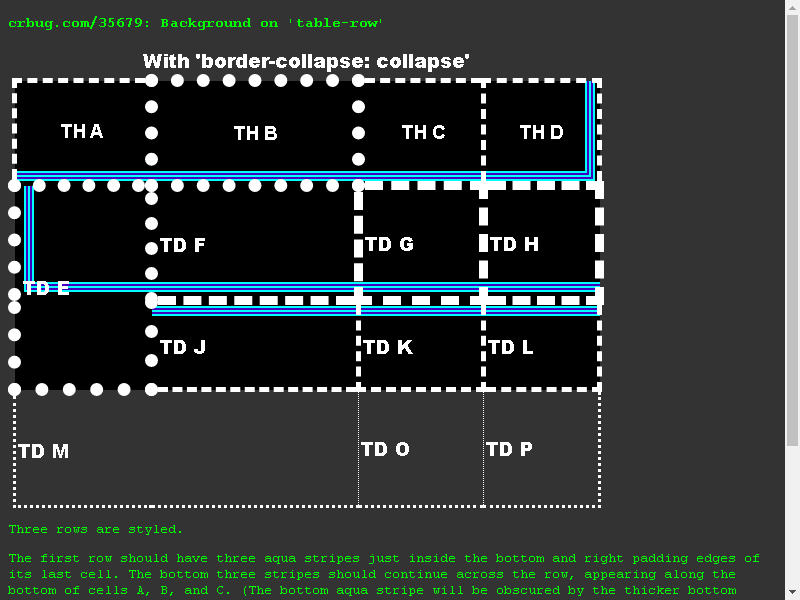 crbug.com/35679: Background on 'table-row'
With 'border-collapse: collapse'
TH A TH B TH C TH D
TD F TD G TD H
TD E
TD J TD K TD L
TD M TD O TD P
Three rows are styled.
The first row should have three aqua stripes just inside the bottom and right padding edges of
its last cell. The bottom three stripes should continue across the row, appearing along the
bottom of cells A, B, and C. (The bottom aqua stripe will be obscured by the thicker bottom